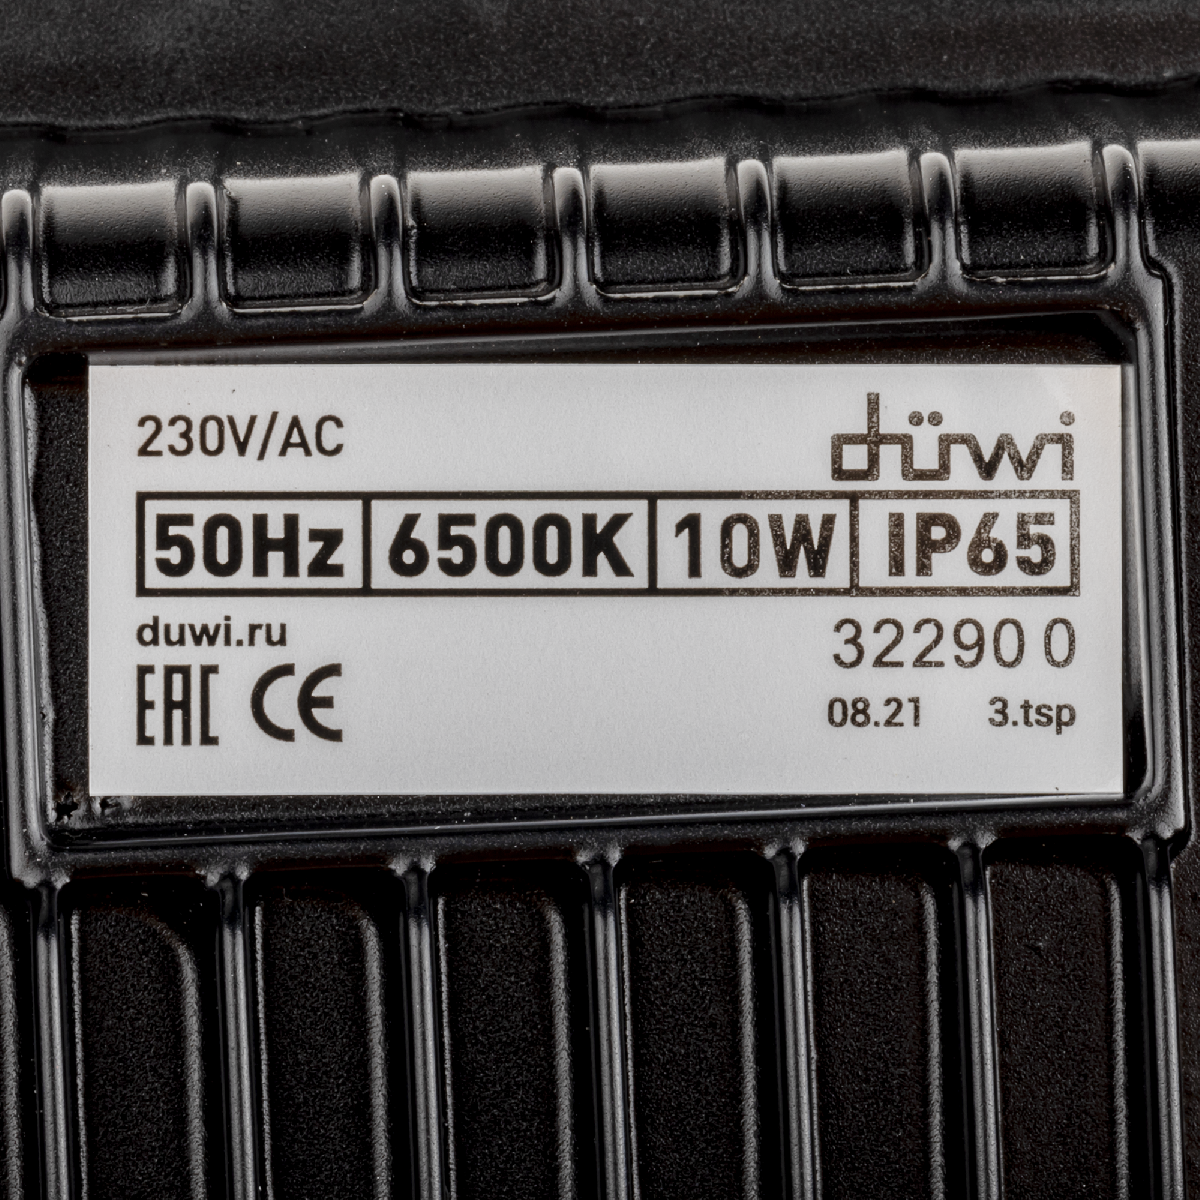 230V/AC düwi
50Hz 6500K 10W IP65
duwi.ru 32290 0
EAC CE 08.21 3.tsp